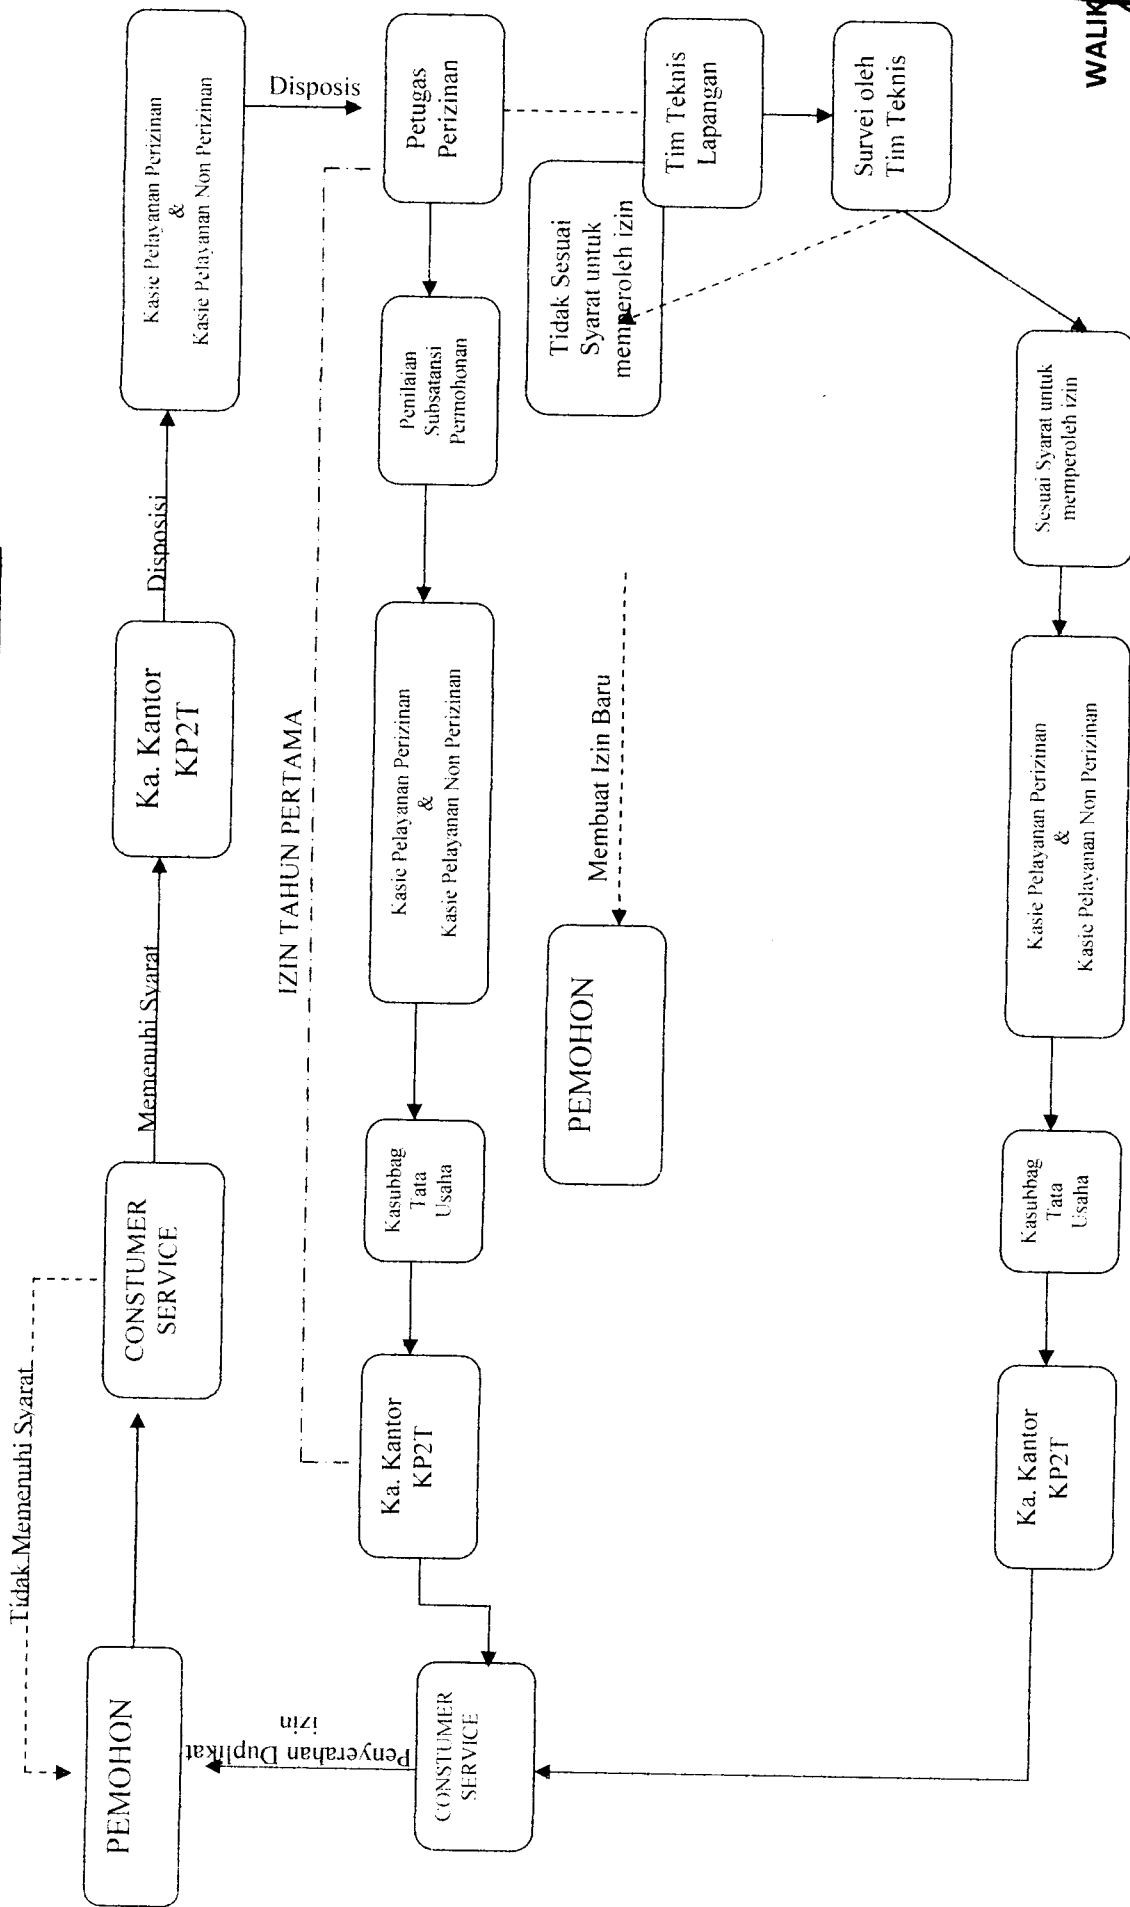 Tidak Memenuhi Syarat
PEMOHON
CONSTUMER
SERVICE
Memenuhi Syarat
Ka. Kantor
KP2T
Disposisi
Kasie Pelayanan Perizinan
&
Kasie Pelayanan Non Perizinan
Disposis
IZIN TAHUN PERTAMA
Penyerahan Duplikat
izin
CONSTUMER
SERVICE
Ka. Kantor
KP2T
Kasubbag
Tata
Usaha
Kasie Pelayanan Perizinan
&
Kasie Pelayanan Non Perizinan
Penilaian
Subsatansi
Permohonan
Petugas
Perizinan
PEMOHON
Membuat Izin Baru
Tidak Sesuai
Syarat untuk
memperoleh izin
Tim Teknis
Lapangan
Survei oleh
Tim Teknis
Ka. Kantor
KP2T
Kasubbag
Tata
Usaha
Kasie Pelayanan Perizinan
&
Kasie Pelayanan Non Perizinan
Sesuai Syarat untuk
memperoleh izin
WALIK